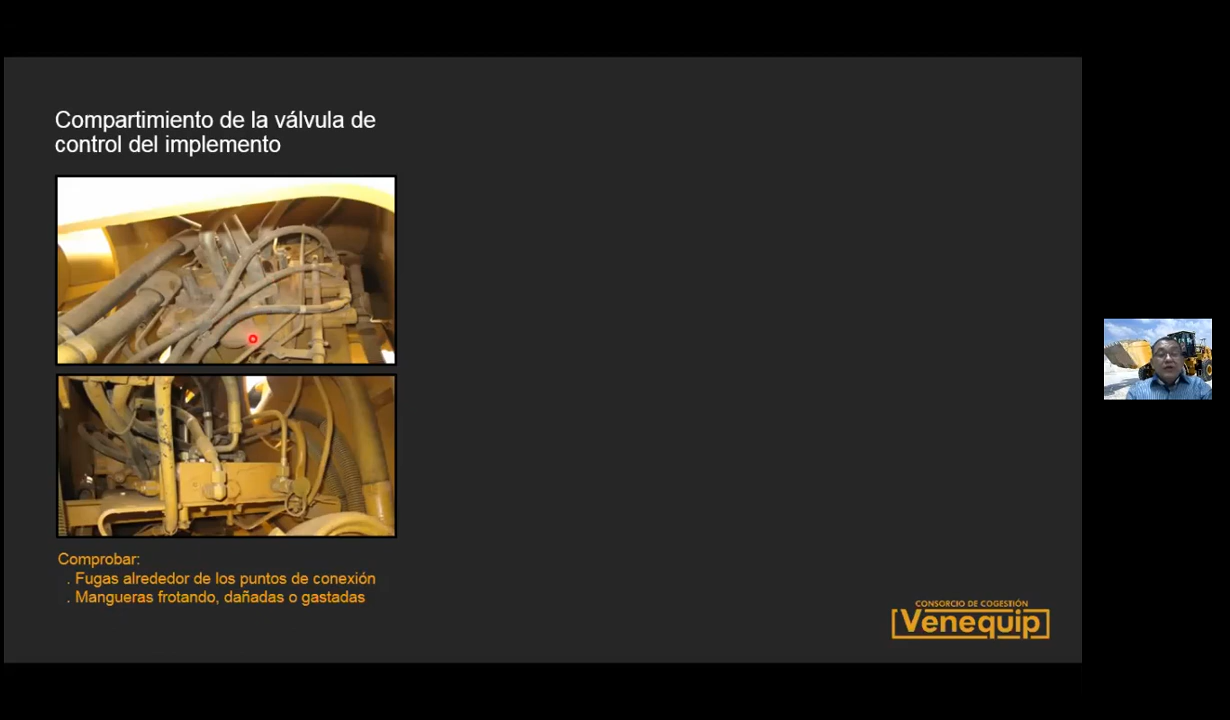 Compartimiento de la válvula de
control del implemento
Comprobar:
. Fugas alrededor de los puntos de conexión
. Mangueras frotando, dañadas o gastadas
CONSORCIO DE COGESTIÓN
Venequip